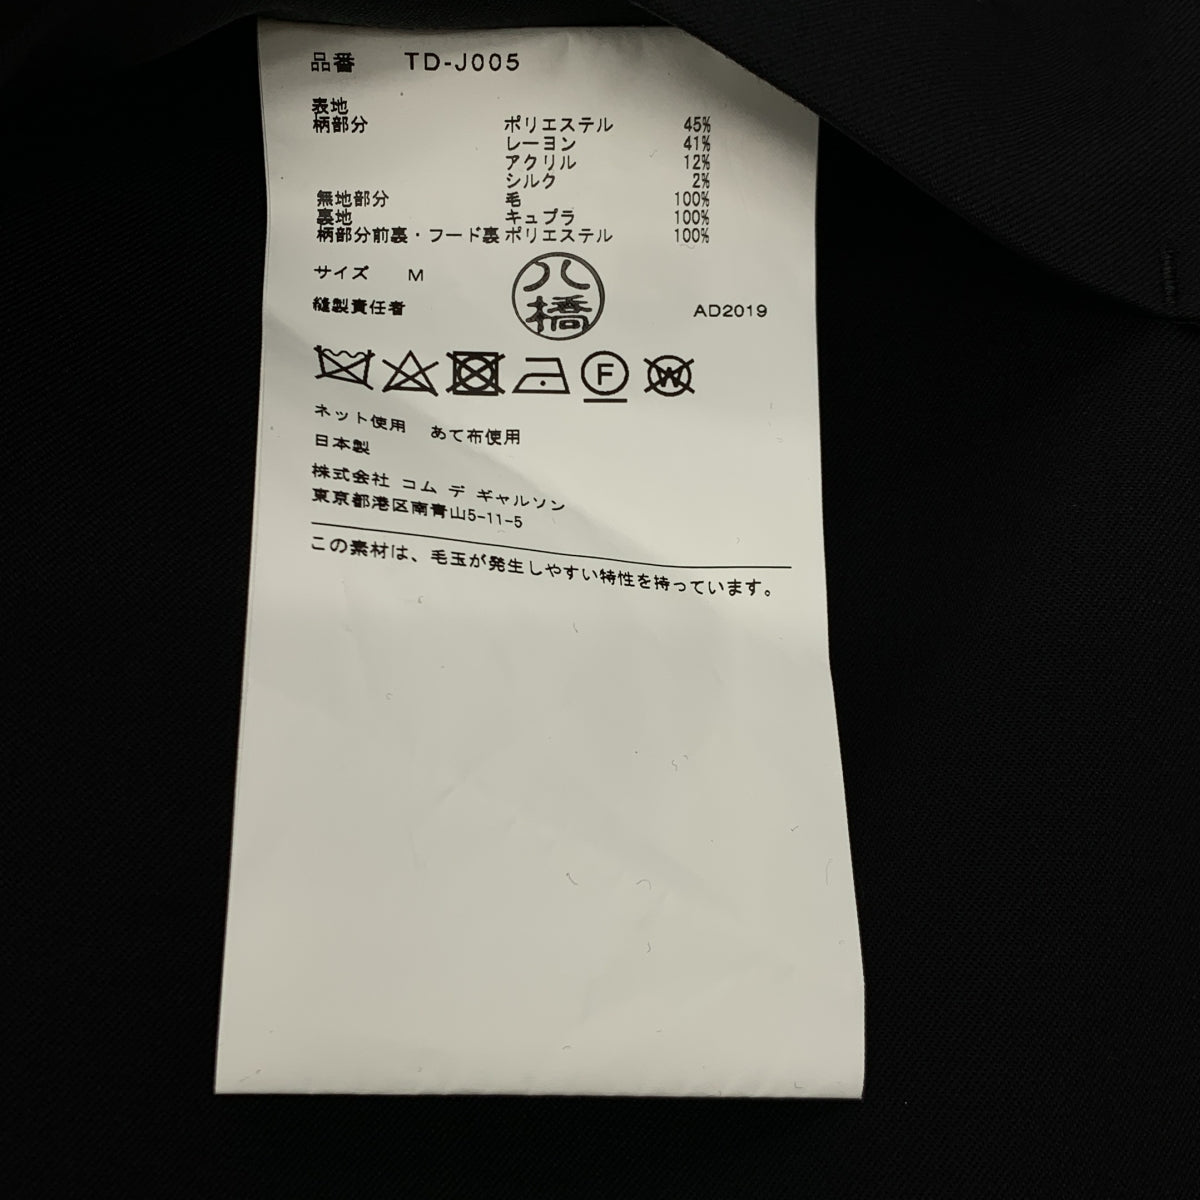 品番 TD-J005
表地
柄部分 ポリエステル 45%
レーヨン 41%
アクリル 12%
シルク 2%
無地部分 毛 100%
裏地 キュプラ 100%
柄部分前裏・フード裏 ポリエステル 100%
サイズ M
縫製責任者 八橋 AD2019
F W
ネット使用 あて布使用
日本製
株式会社 コム デ ギャルソン
東京都港区南青山5-11-5
この素材は、毛玉が発生しやすい特性を持っています。